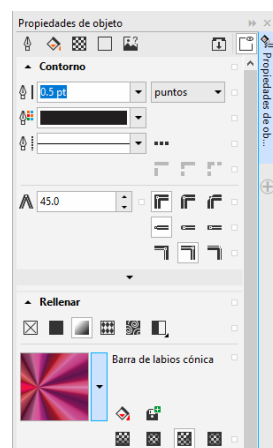 Propiedades de objeto
Contorno
0.5 pt
puntos
45.0
Rellenar
Barra de labios cónica
Propiedades de ob...